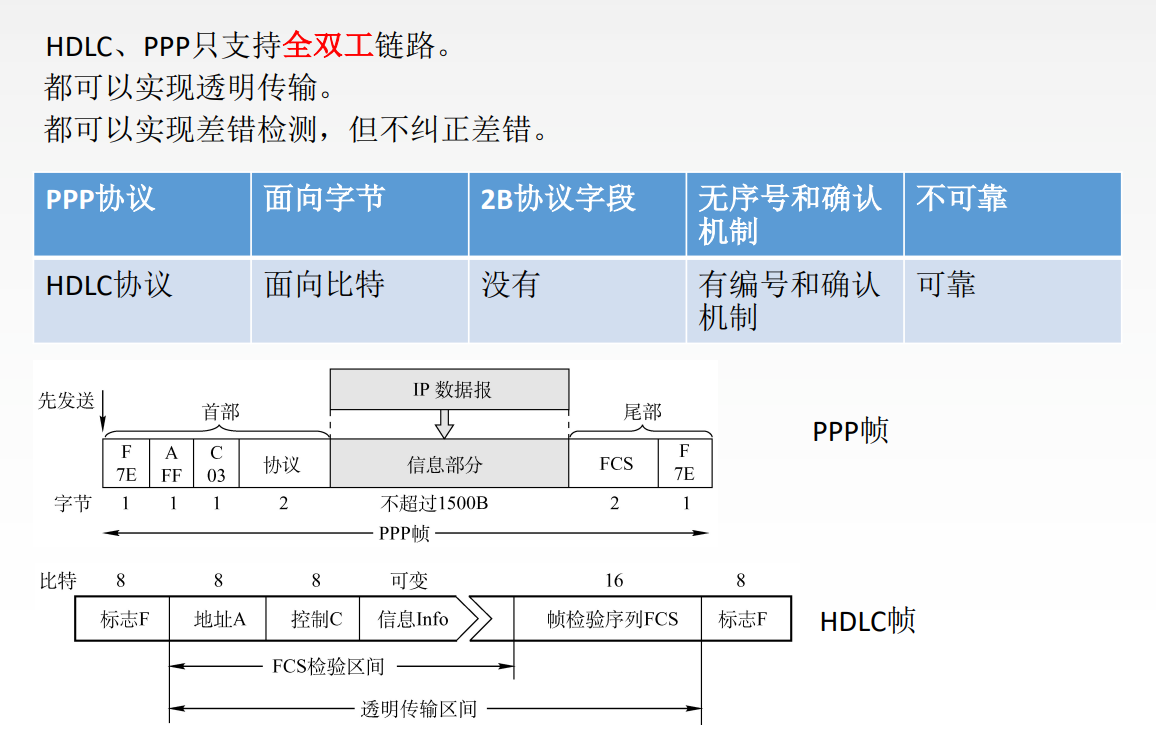 HDLC、PPP只支持全双工链路。
都可以实现透明传输。
都可以实现差错检测，但不纠正差错。
PPP协议 面向字节 2B协议字段 无序号和确认机制 不可靠
HDLC协议 面向比特 没有 有编号和确认机制 可靠
IP 数据报
先发送
首部 尾部
F 7E A FF C 03 协议 信息部分 FCS F 7E
PPP帧
字节 1 1 1 2 不超过1500B 2 1
PPP帧
比特 8 8 8 可变 16 8
标志F 地址A 控制C 信息Info 帧检验序列FCS 标志F
HDLC帧
FCS检验区间
透明传输区间